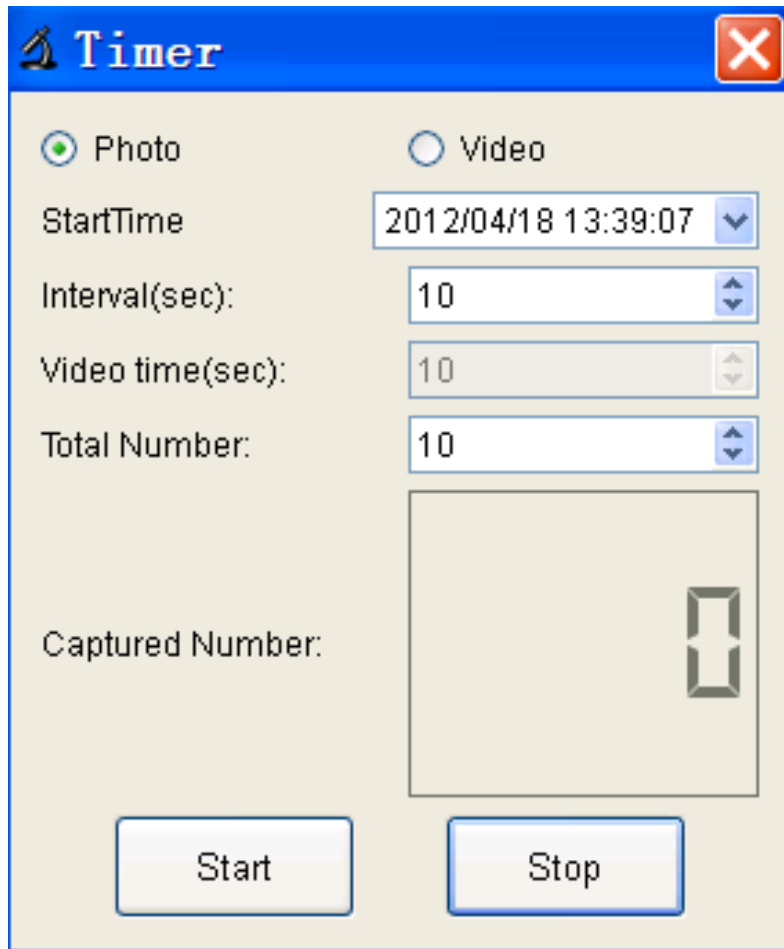 Timer
Photo Video
StartTime 2012/04/18 13:39:07
Interval(sec): 10
Video time(sec): 10
Total Number: 10
Captured Number: 0
Start Stop